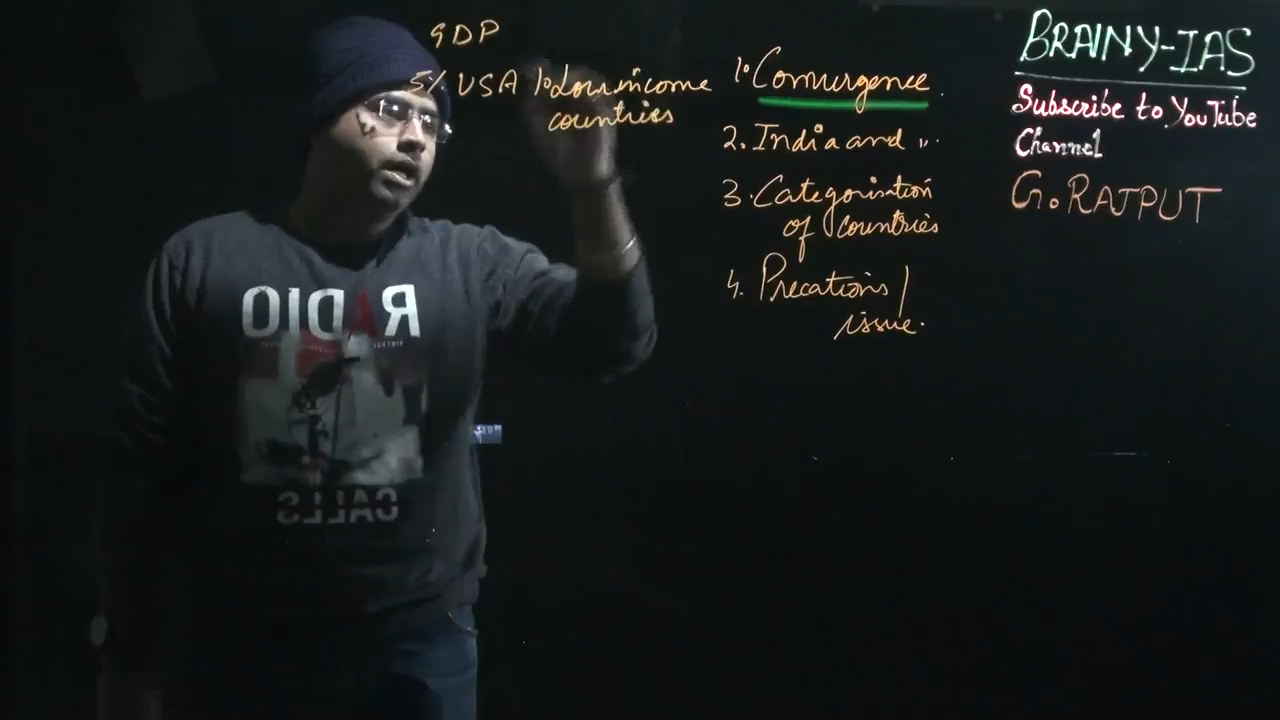 GDP
5% USA 1. Low income
countries
1. Convergence.
2. India and "
3. Categorisation
of countries
4. Precations/
issue.
BRAINY-IAS
Subscribe to YouTube
Channel
G. RAJPUT
RADIO
CALLS